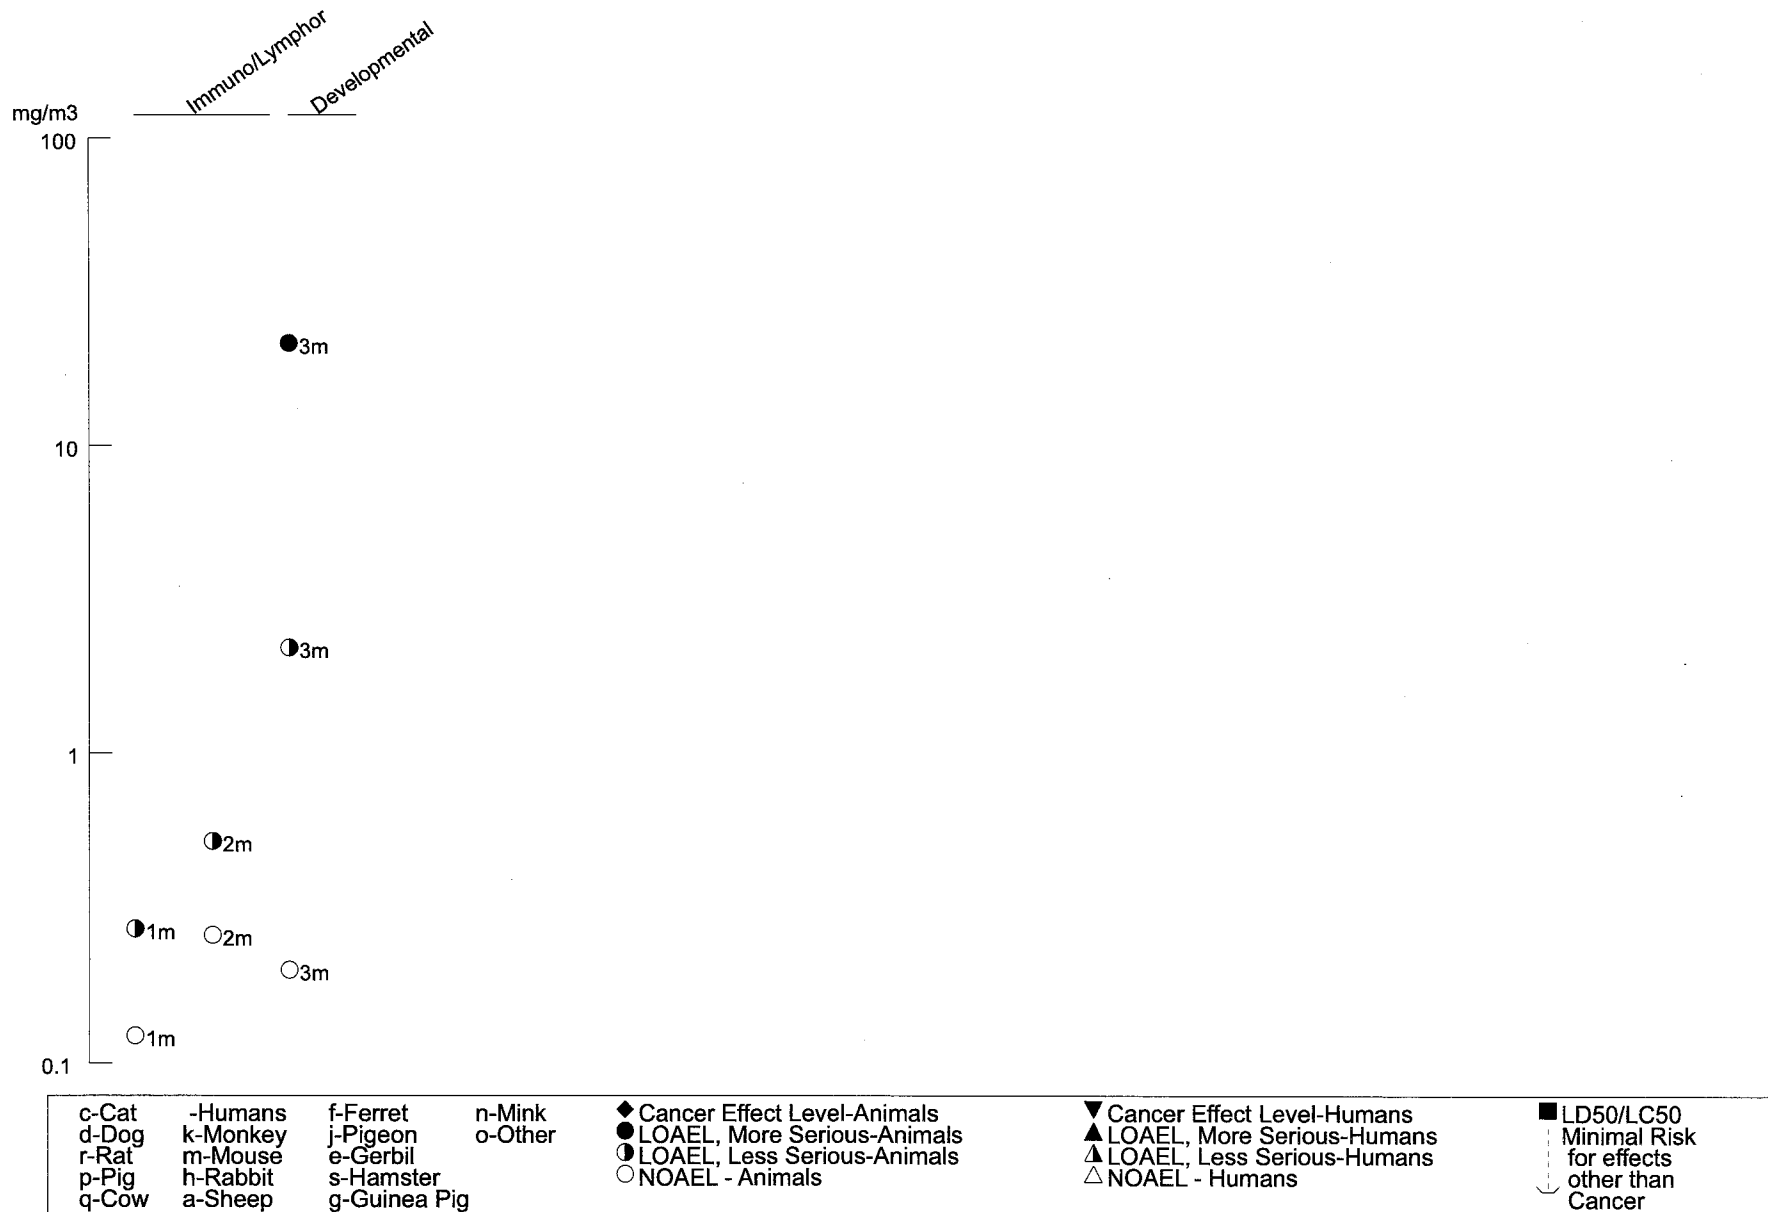 Immuno/Lymphor
Developmental
mg/m3
100
3m
10
3m
1
2m
1m
2m
3m
1m
0.1
c-Cat -Humans f-Ferret n-Mink
d-Dog k-Monkey j-Pigeon o-Other
r-Rat m-Mouse e-Gerbil
p-Pig h-Rabbit s-Hamster
q-Cow a-Sheep g-Guinea Pig
Cancer Effect Level-Animals
LOAEL, More Serious-Animals
LOAEL, Less Serious-Animals
NOAEL - Animals
Cancer Effect Level-Humans
LOAEL, More Serious-Humans
LOAEL, Less Serious-Humans
NOAEL - Humans
LD50/LC50
Minimal Risk
for effects
other than
Cancer